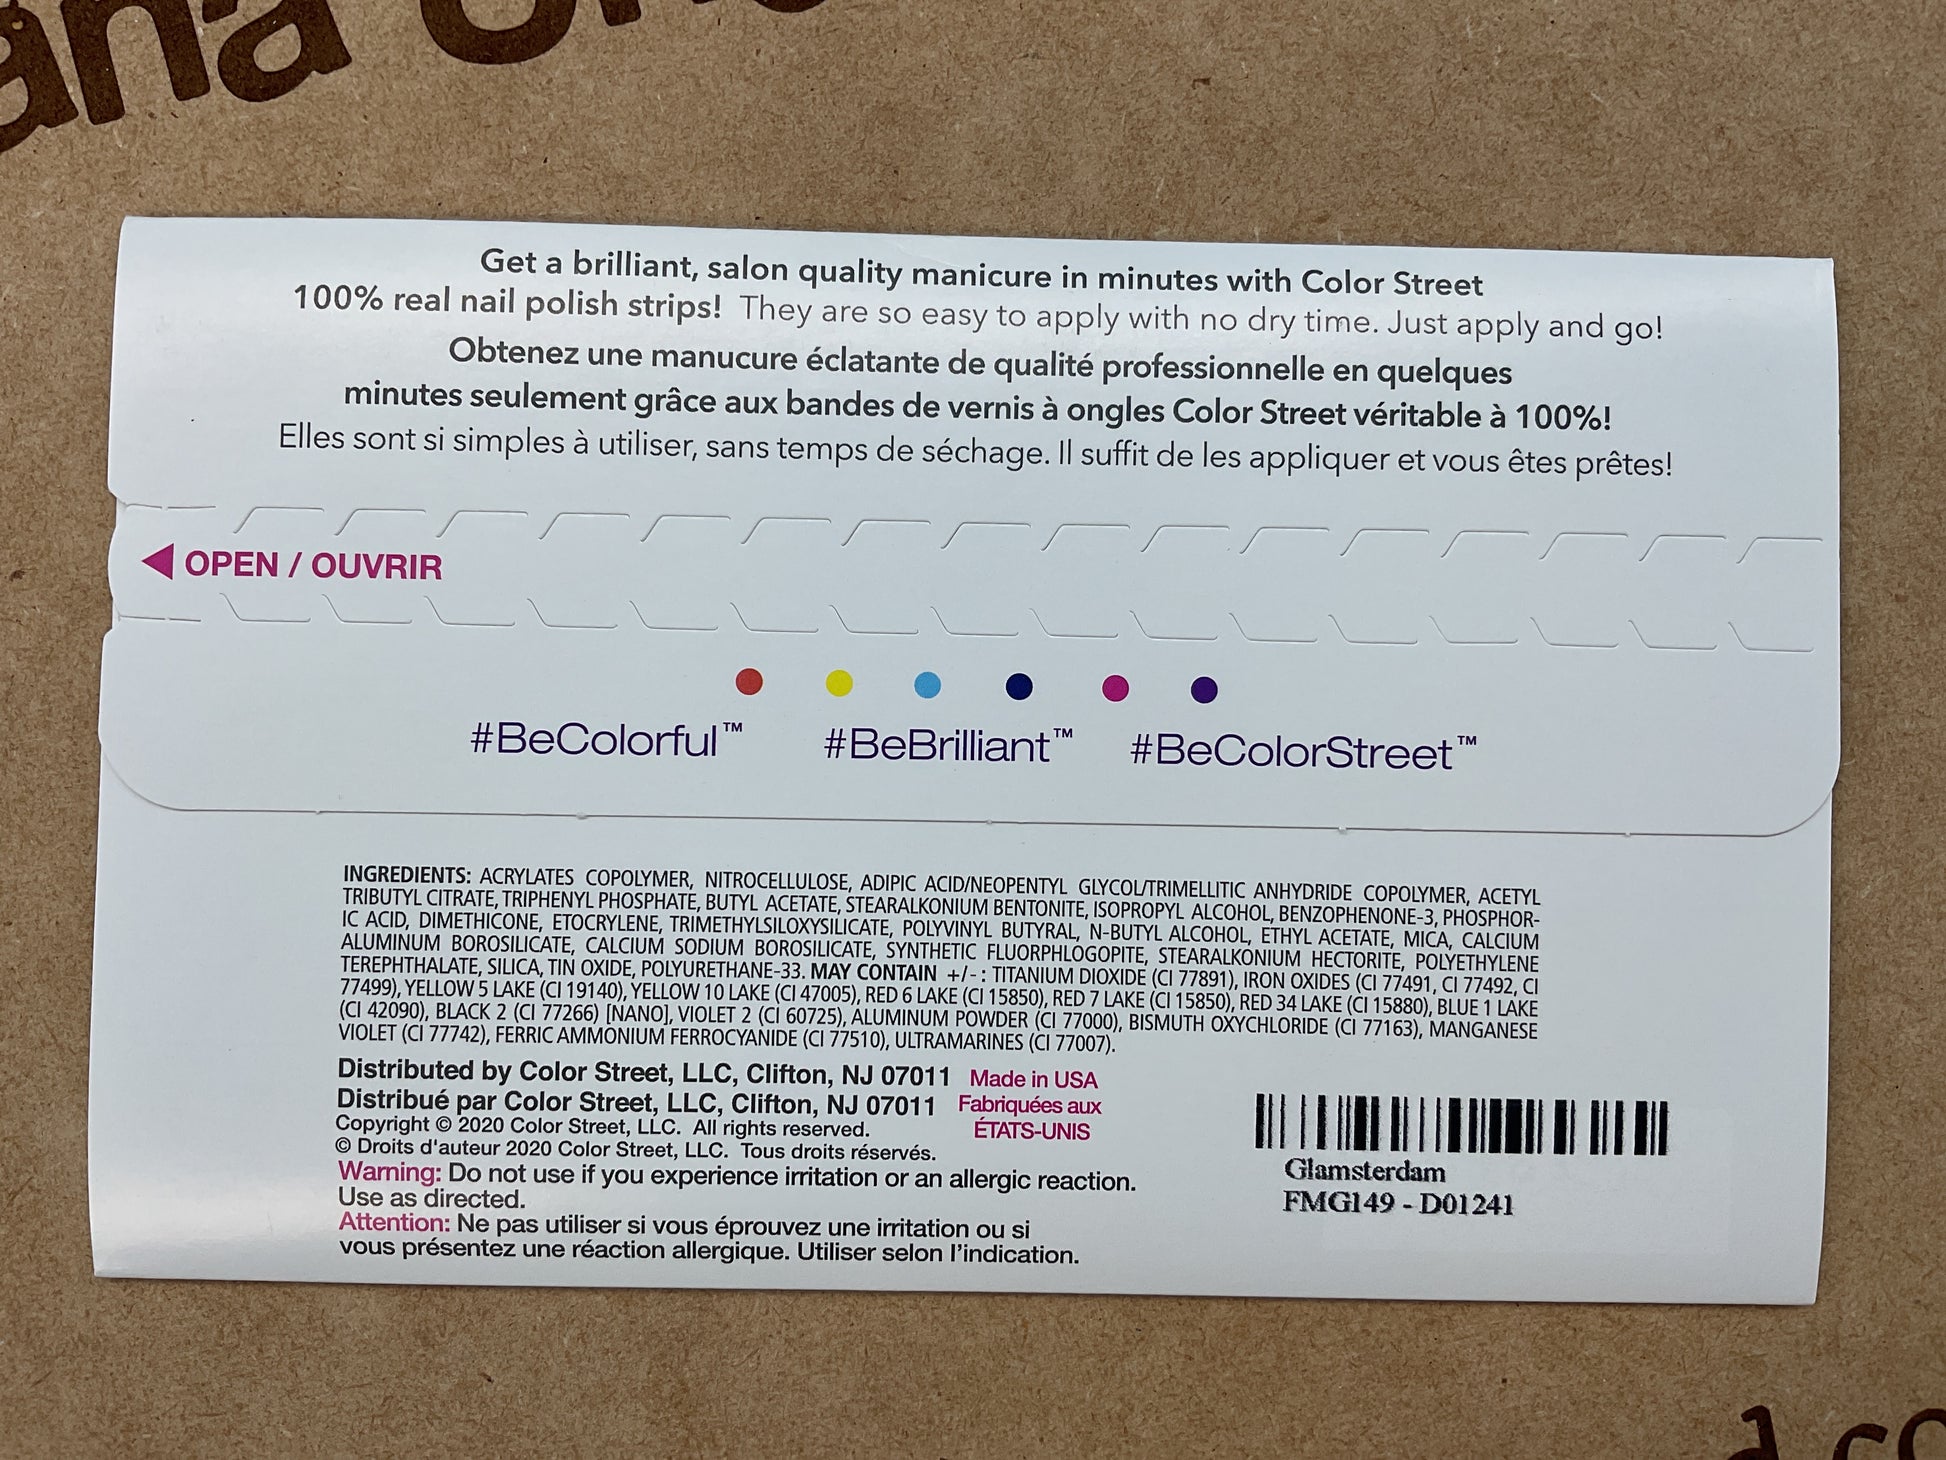 Get a brilliant, salon quality manicure in minutes with Color Street
100% real nail polish strips! They are so easy to apply with no dry time. Just apply and go!
Obtenez une manucure éclatante de qualité professionnelle en quelques
minutes seulement grâce aux bandes de vernis à ongles Color Street véritable à 100%!
Elles sont si simples à utiliser, sans temps de séchage. Il suffit de les appliquer et vous êtes prêtes!
OPEN / OUVRIR
#BeColorful™ #BeBrilliant™ #BeColorStreet™
INGREDIENTS: ACRYLATES COPOLYMER, NITROCELLULOSE, ADIPIC ACID/NEOPENTYL GLYCOL/TRIMELLITIC ANHYDRIDE COPOLYMER, ACETYL
TRIBUTYL CITRATE, TRIPHENYL PHOSPHATE, BUTYL ACETATE, STEARALKONIUM BENTONITE, ISOPROPYL ALCOHOL, BENZOPHENONE-3, PHOSPHOR-
IC ACID, DIMETHICONE, ETOCRYLENE, TRIMETHYLSILOXYSILICATE, POLYVINYL BUTYRAL, N-BUTYL ALCOHOL, ETHYL ACETATE, MICA, CALCIUM
ALUMINUM BOROSILICATE, CALCIUM SODIUM BOROSILICATE, SYNTHETIC FLUORPHLOGOPITE, STEARALKONIUM HECTORITE, POLYETHYLENE
TEREPHTHALATE, SILICA, TIN OXIDE, POLYURETHANE-33. MAY CONTAIN +/- : TITANIUM DIOXIDE (CI 77891), IRON OXIDES (CI 77491, CI 77492, CI
77499), YELLOW 5 LAKE (CI 19140), YELLOW 10 LAKE (CI 47005), RED 6 LAKE (CI 15850), RED 7 LAKE (CI 15850), RED 34 LAKE (CI 15880), BLUE 1 LAKE
(CI 42090), BLACK 2 (CI 77266) [NANO], VIOLET 2 (CI 60725), ALUMINUM POWDER (CI 77000), BISMUTH OXYCHLORIDE (CI 77163), MANGANESE
VIOLET (CI 77742), FERRIC AMMONIUM FERROCYANIDE (CI 77510), ULTRAMARINES (CI 77007).
Distributed by Color Street, LLC, Clifton, NJ 07011 Made in USA
Distribué par Color Street, LLC, Clifton, NJ 07011 Fabriquées aux
ÉTATS-UNIS
Copyright © 2020 Color Street, LLC. All rights reserved.
© Droits d'auteur 2020 Color Street, LLC. Tous droits réservés.
Warning: Do not use if you experience irritation or an allergic reaction.
Use as directed.
Attention: Ne pas utiliser si vous éprouvez une irritation ou si
vous présentez une réaction allergique. Utiliser selon l'indication.
Glamsterdam
FMG149 - D01241